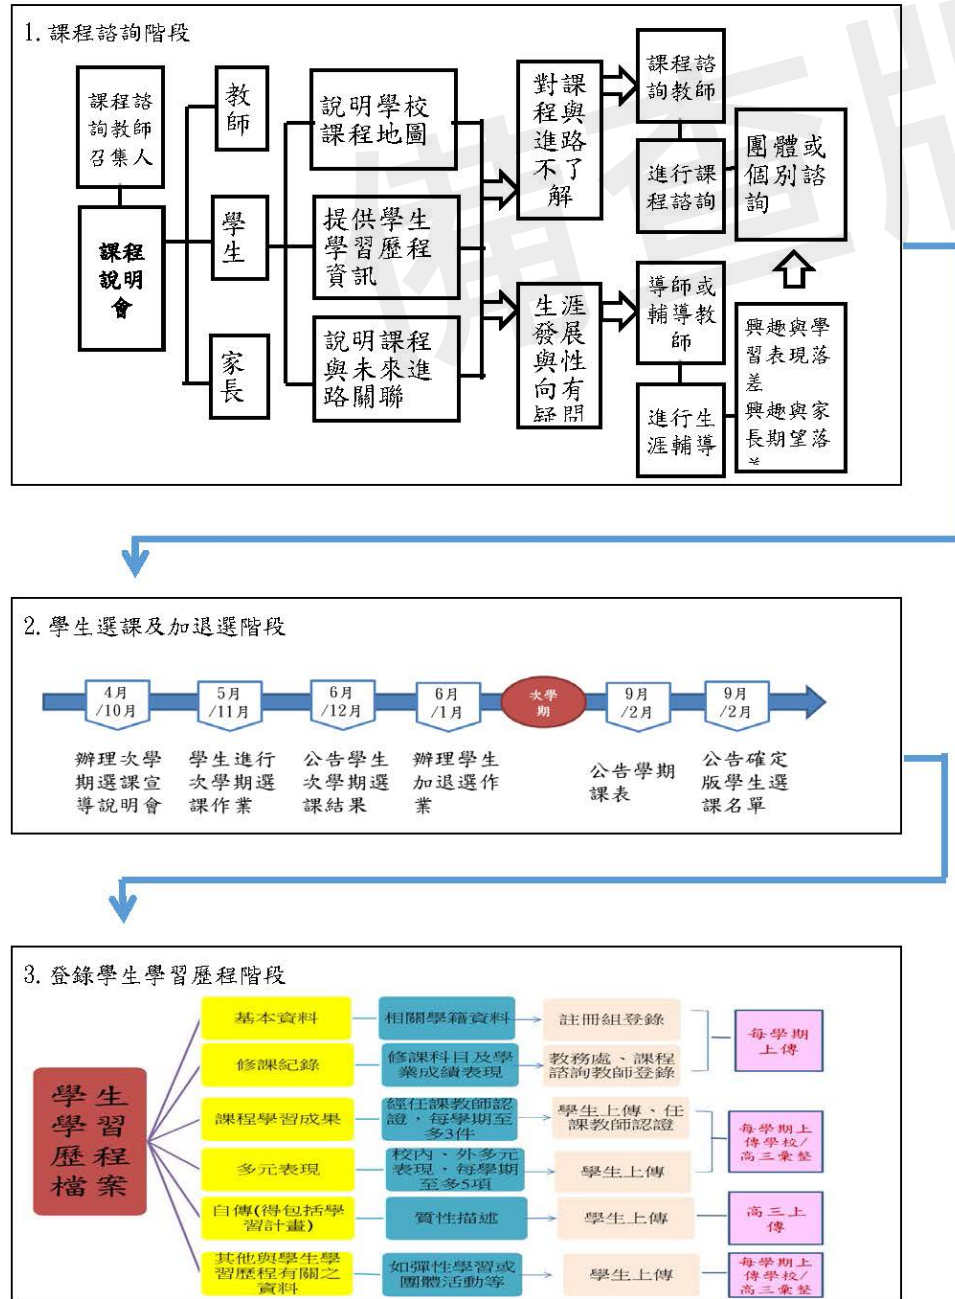 1. 課程諮詢階段
課程諮
詢教師
召集人
課程
說明
會
教
師
學
生
家
長
說明學校
課程地圖
提供學生
學習歷程
資訊
說明課程
與未來進
路關聯
對課
程與
進路
不了
解
生涯
發展
與性
向有
疑問
課程諮
詢教師
進行課
程諮詢
團體或
個別諮
詢
導師或
輔導教
師
進行生
涯輔導
興趣與學
習表現落
差
興趣與家
長期望落
差
2. 學生選課及加退選階段
4月
/10月
5月
/11月
6月
/12月
6月
/1月
次學
期
9月
/2月
9月
/2月
辦理次學
期選課宣
導說明會
學生進行
次學期選
課作業
公告學生
次學期選
課結果
辦理學生
加退選作
業
公告學期
課表
公告確定
版學生選
課名單
3. 登錄學生學習歷程階段
學生
學習
歷程
檔案
基本資料
相關學籍資料
註冊組登錄
每學期
上傳
修課紀錄
修課科目及學
業成績表現
教務處、課程
諮詢教師登錄
課程學習成果
經任課教師認
證，每學期至
多3件
學生上傳、任
課教師認證
每學期上
傳學校/
高三彙整
多元表現
校內、外多元
表現，每學期
至多5項
學生上傳
自傳(得包括學
習計畫)
質性描述
學生上傳
高三上
傳
其他與學生學
習歷程有關之
資料
如彈性學習或
團體活動等
學生上傳
每學期上
傳學校/
高三彙整
備查版